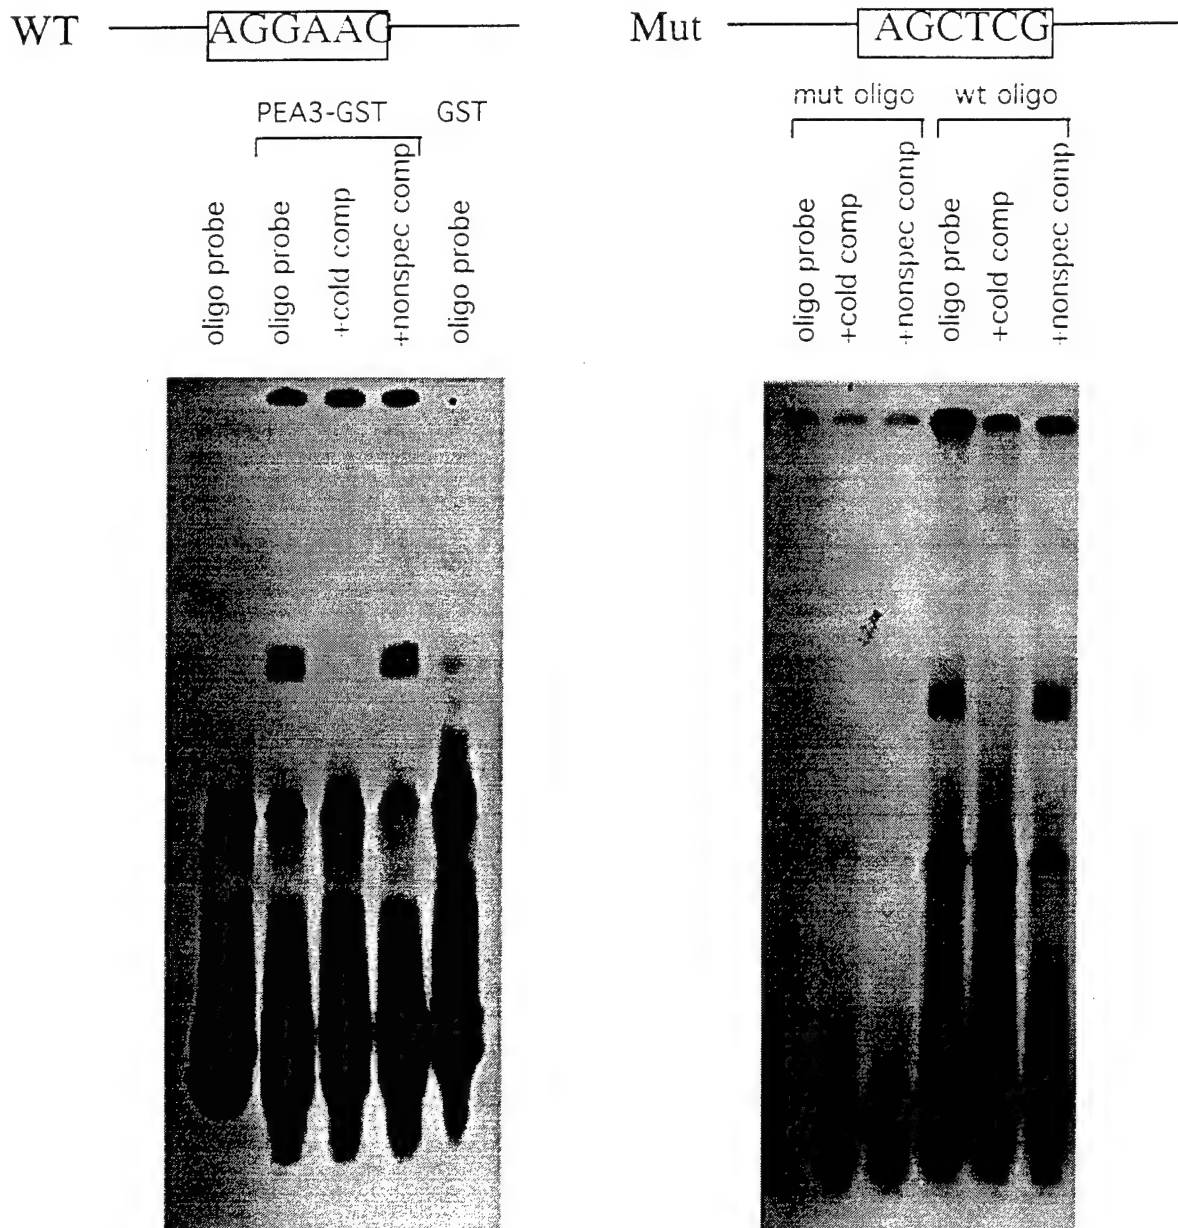 WT AGGAAG
Mut AGCTCG
PEA3-GST GST
oligo probe
oligo probe
+cold comp
+nonspec comp
oligo probe
mut oligo wt oligo
oligo probe
+cold comp
+nonspec comp
oligo probe
+cold comp
+nonspec comp